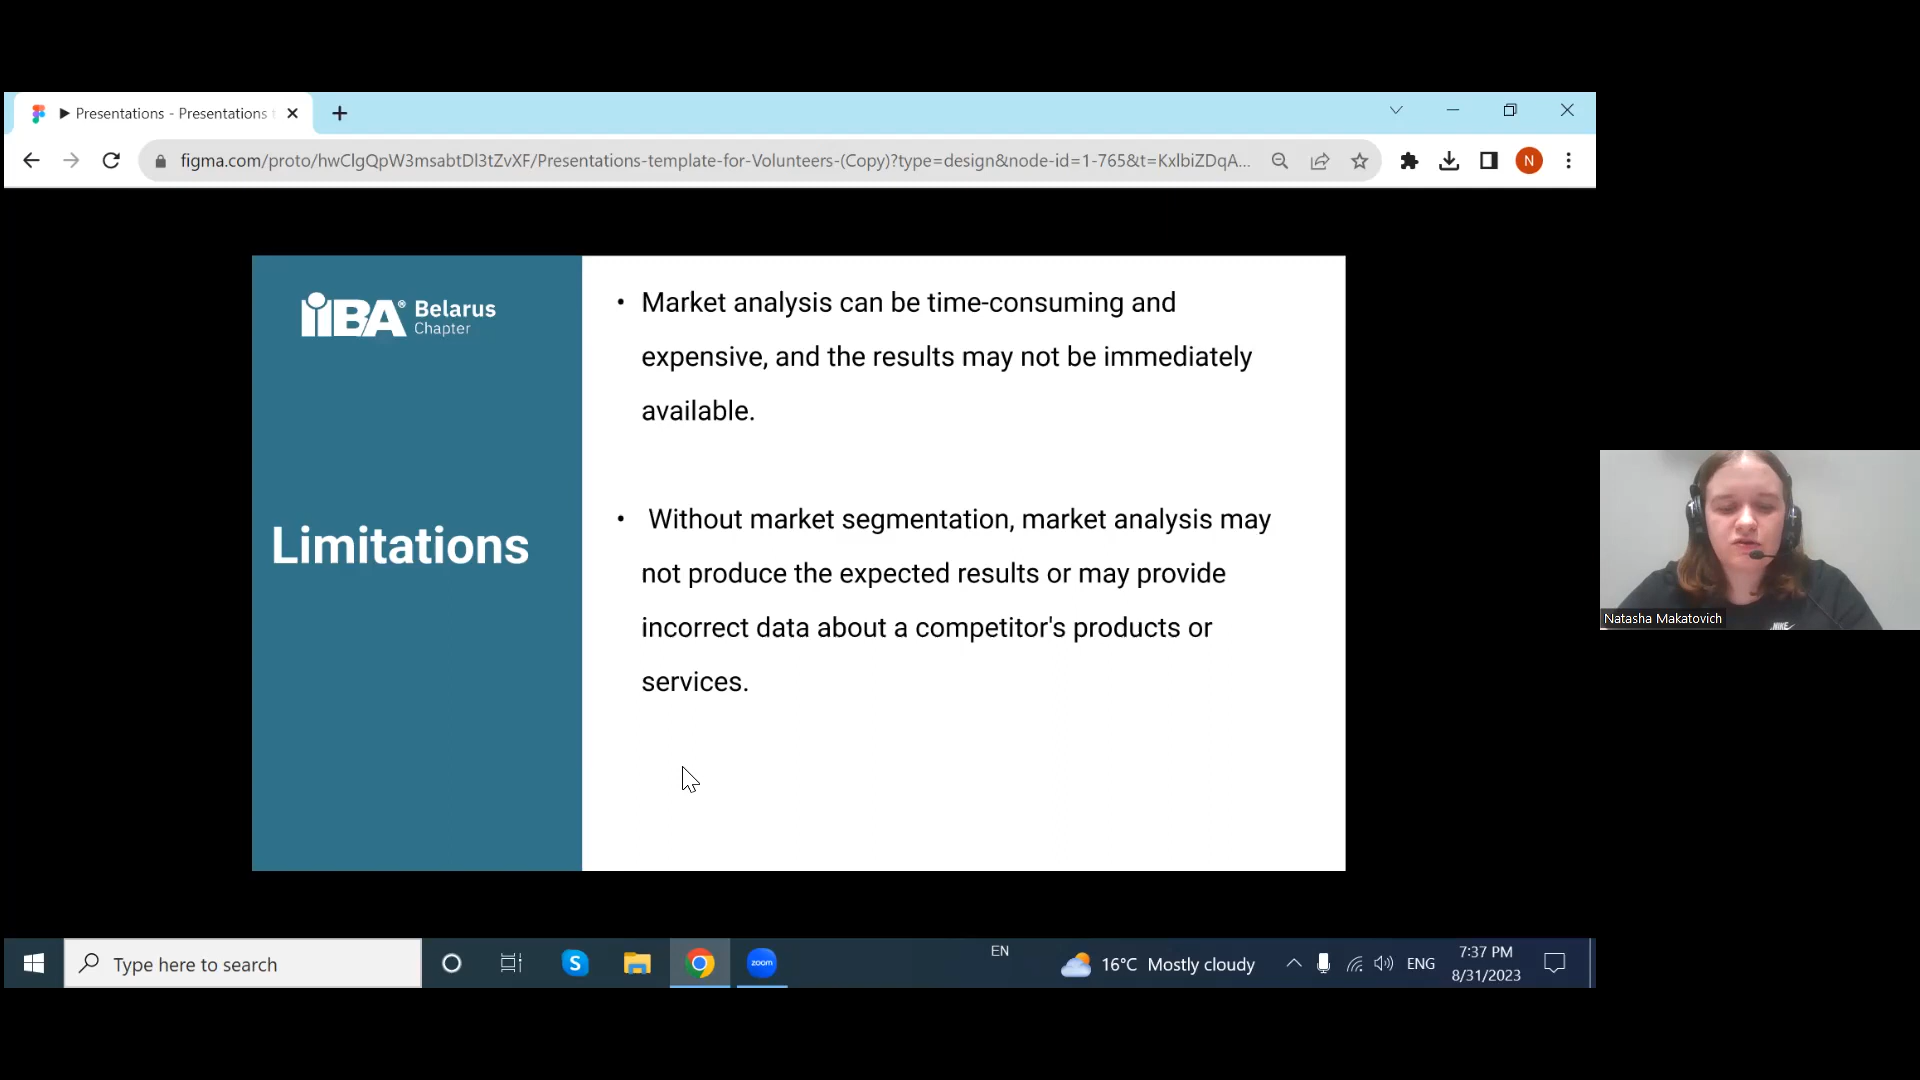 Presentations - Presentations t
figma.com/proto/hwClgQpW3msabtDl3tZvXF/Presentations-template-for-Volunteers-(Copy)?type=design&node-id=1-765&t=KxlbiZDqA...
N
iiBA® Belarus
Chapter
Limitations
• Market analysis can be time-consuming and
expensive, and the results may not be immediately
available.
• Without market segmentation, market analysis may
not produce the expected results or may provide
incorrect data about a competitor's products or
services.
NIKE
Natasha Makatovich
Type here to search
S
zoom
EN
16°C Mostly cloudy
ENG
7:37 PM
8/31/2023